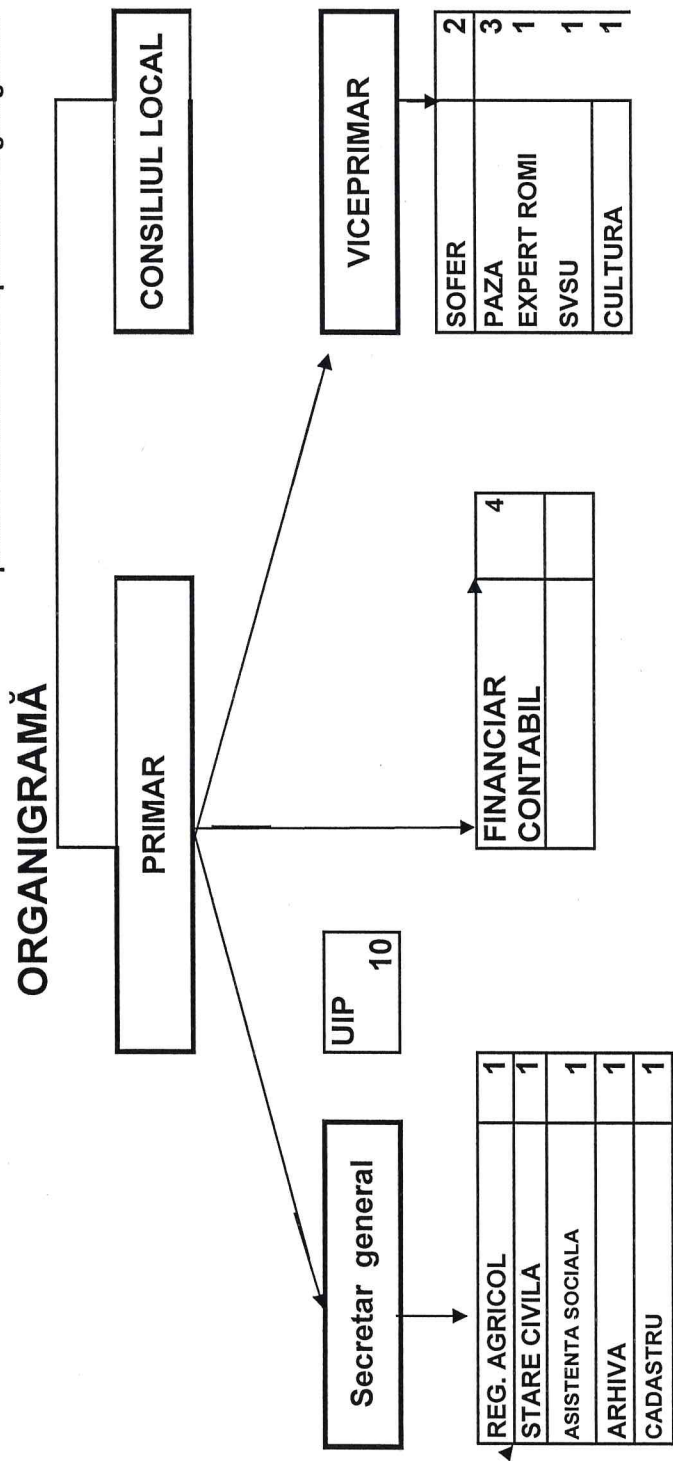 ORGANIGRAMĂ
PRIMAR
CONSILIUL LOCAL
Secretar general
UIP
10
VICEPRIMAR
REG. AGRICOL 1
STARE CIVILA 1
ASISTENTA SOCIALA 1
ARHIVA 1
CADASTRU 1
FINANCIAR 4
CONTABIL
SOFER 2
PAZA 3
EXPERT ROMI 1
SVSU 1
CULTURA 1